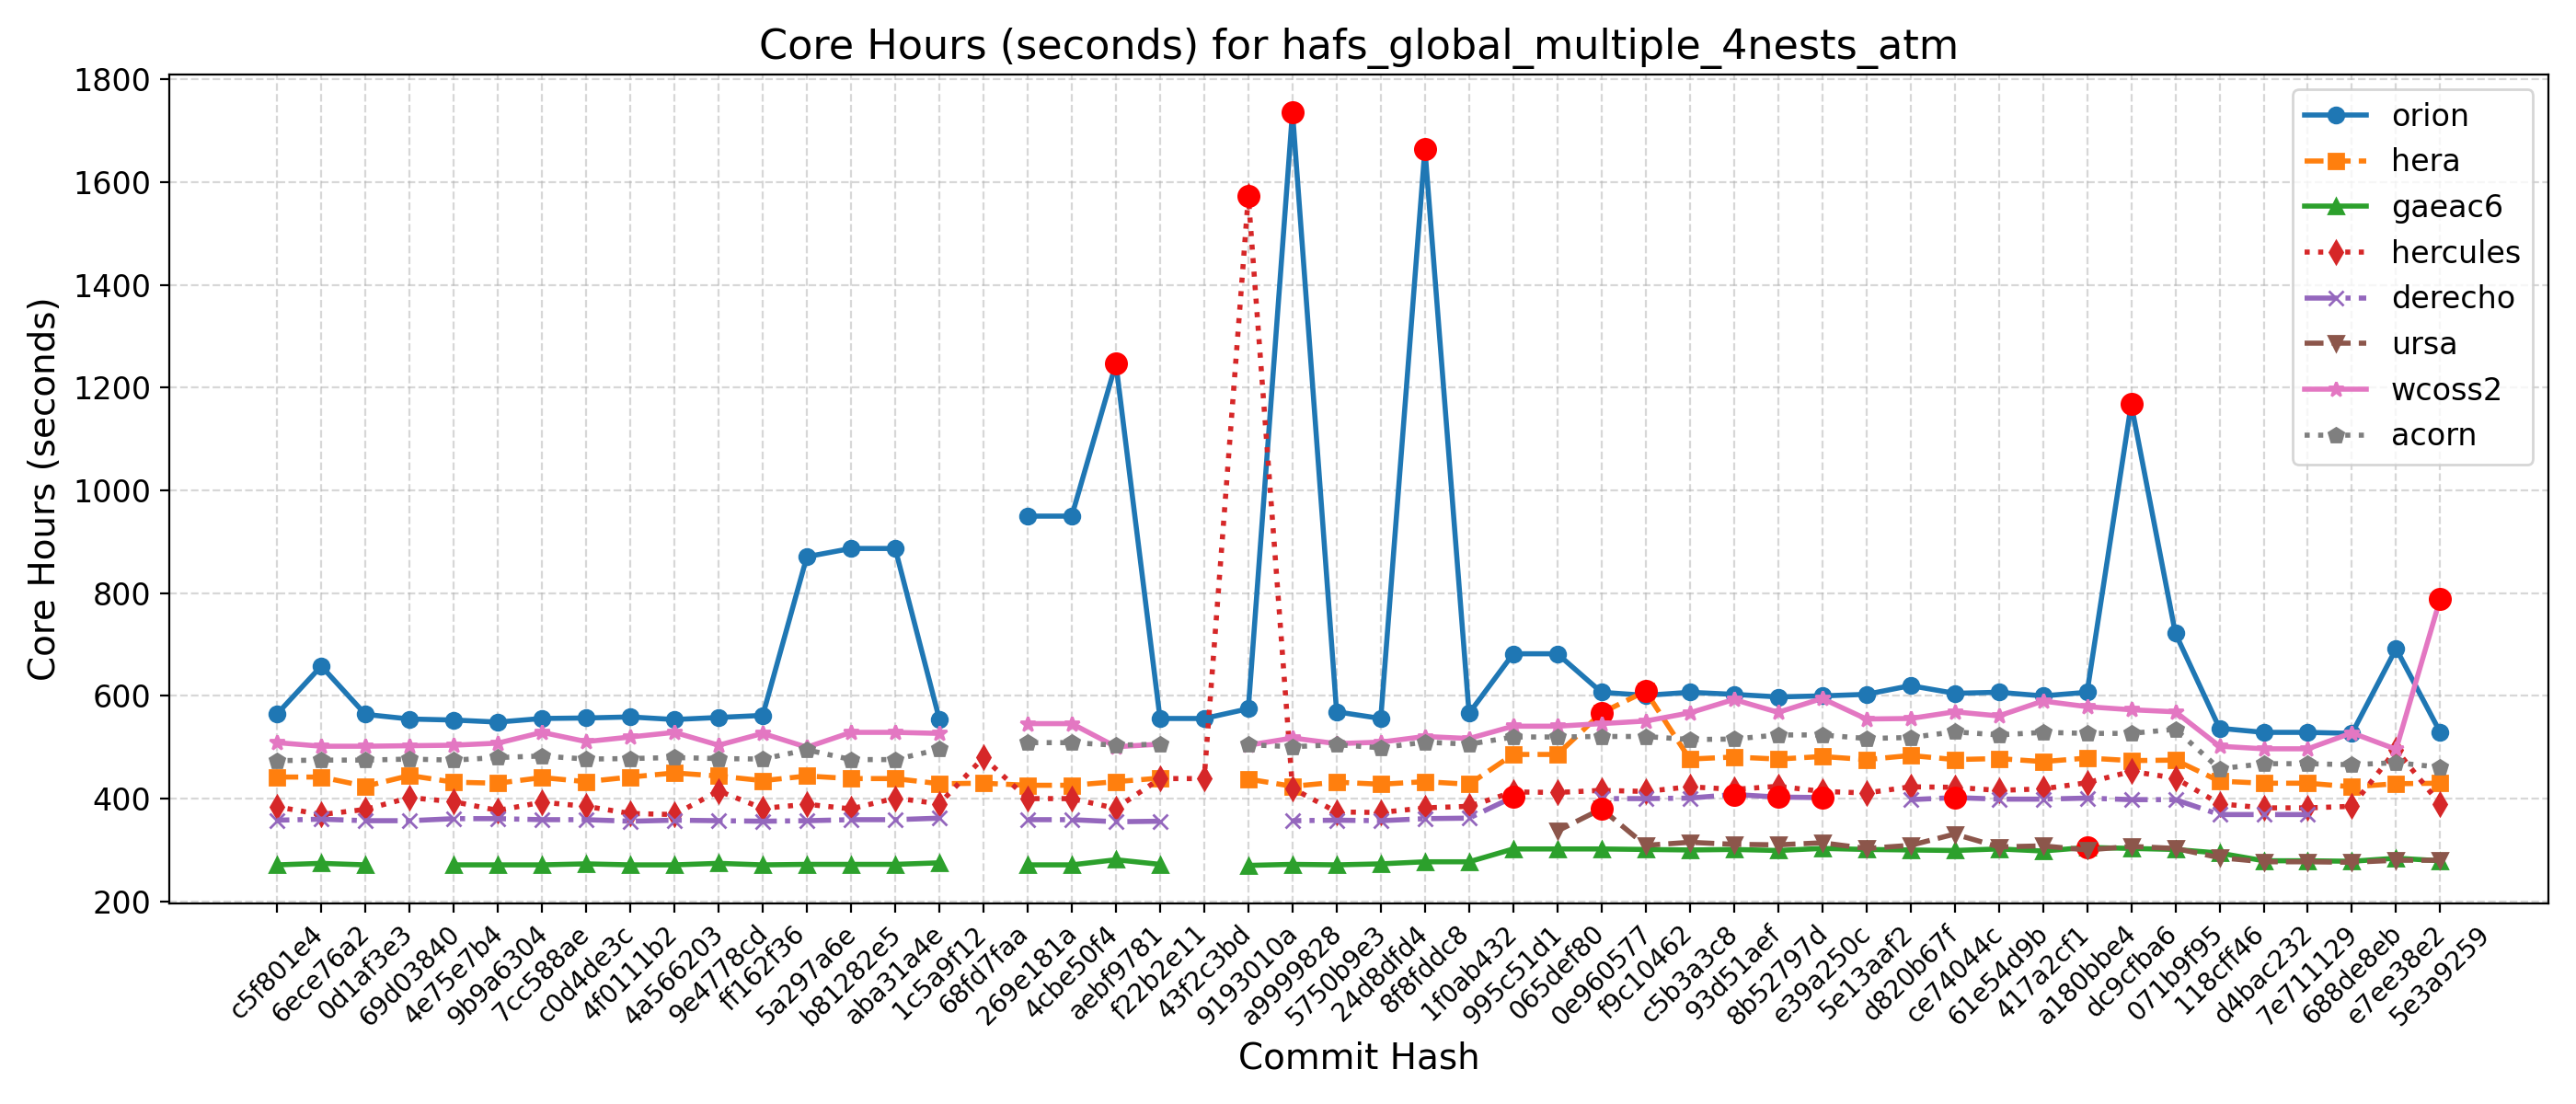 Core Hours (seconds) for hafs_global_multiple_4nests_atm
Core Hours (seconds)
1800
1600
1400
1200
1000
800
600
400
200
orion
hera
gaeac6
hercules
derecho
ursa
wcoss2
acorn
c5f801e4
6ece76a2
0d1af3e3
69d03840
4e75e7b4
9b9a6304
7cc588ae
c0d4de3c
4f0111b2
4a566203
9e4778cd
ff162f36
5a297a6e
b81282e5
aba31a4e
1c5a9f12
68fd7faa
269e181a
4cbe50f4
aebf9781
f22b2e11
43f2c3bd
9193010a
a9999828
5750b9e3
24d8dfd4
8f8fddc8
1f0ab432
995c51d1
065def80
0e960577
f9c10462
c5b3a3c8
93d51aef
8b52797d
e39a250c
5e13aaf2
d820b67f
ce74044c
61e54d9b
417a2cf1
a180bbe4
dc9cfba6
071b9f95
118cff46
d4bac232
7e711129
688de8eb
e7ee38e2
5e3a9259
Commit Hash